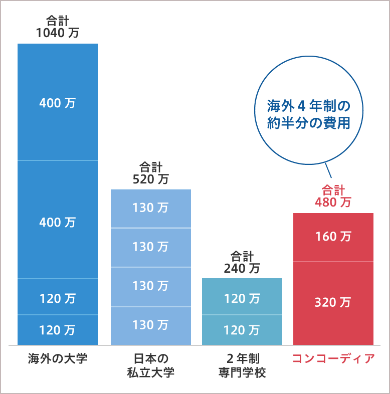 合計
1040 万
400 万
400 万
120 万
120 万
海外の大学
合計
520 万
130 万
130 万
130 万
130 万
日本の
私立大学
合計
240 万
120 万
120 万
２年制
専門学校
海外４年制の
約半分の費用
合計
480 万
160 万
320 万
コンコーディア